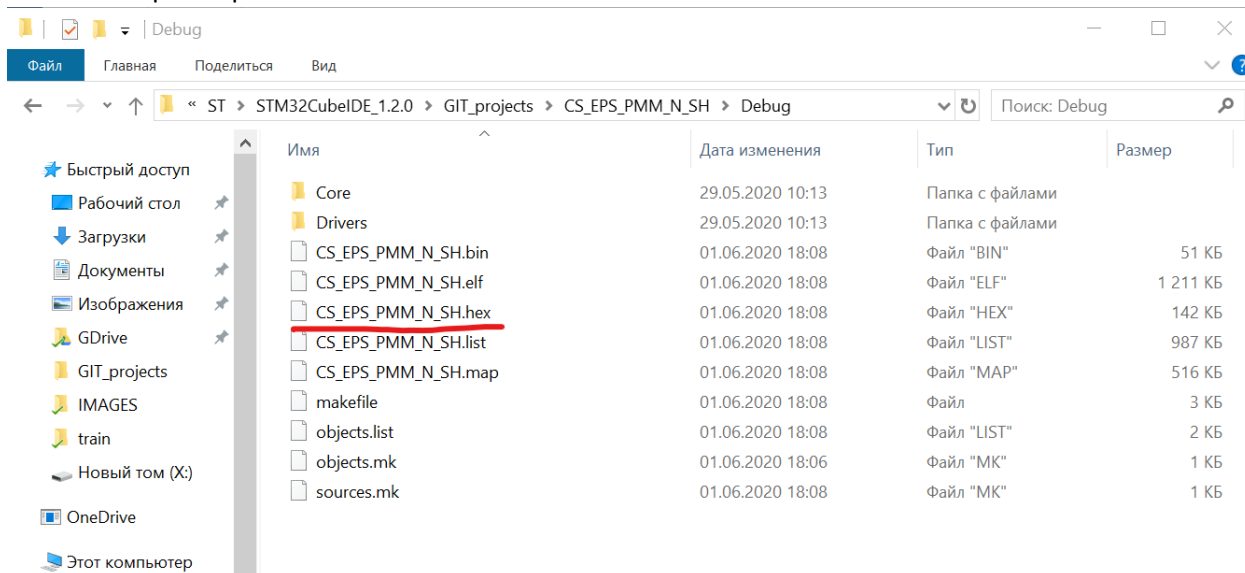 Debug
Файл Главная Поделиться Вид
« ST > STM32CubeIDE_1.2.0 > GIT_projects > CS_EPS_PMM_N_SH > Debug Поиск: Debug
Имя Дата изменения Тип Размер
Быстрый доступ
Рабочий стол
Загрузки
Документы
Изображения
GDrive
GIT_projects
IMAGES
train
Новый том (X:)
OneDrive
Этот компьютер
Core 29.05.2020 10:13 Папка с файлами
Drivers 29.05.2020 10:13 Папка с файлами
CS_EPS_PMM_N_SH.bin 01.06.2020 18:08 Файл "BIN" 51 КБ
CS_EPS_PMM_N_SH.elf 01.06.2020 18:08 Файл "ELF" 1 211 КБ
CS_EPS_PMM_N_SH.hex 01.06.2020 18:08 Файл "HEX" 142 КБ
CS_EPS_PMM_N_SH.list 01.06.2020 18:08 Файл "LIST" 987 КБ
CS_EPS_PMM_N_SH.map 01.06.2020 18:08 Файл "MAP" 516 КБ
makefile 01.06.2020 18:08 Файл 3 КБ
objects.list 01.06.2020 18:08 Файл "LIST" 2 КБ
objects.mk 01.06.2020 18:06 Файл "MK" 1 КБ
sources.mk 01.06.2020 18:08 Файл "MK" 1 КБ